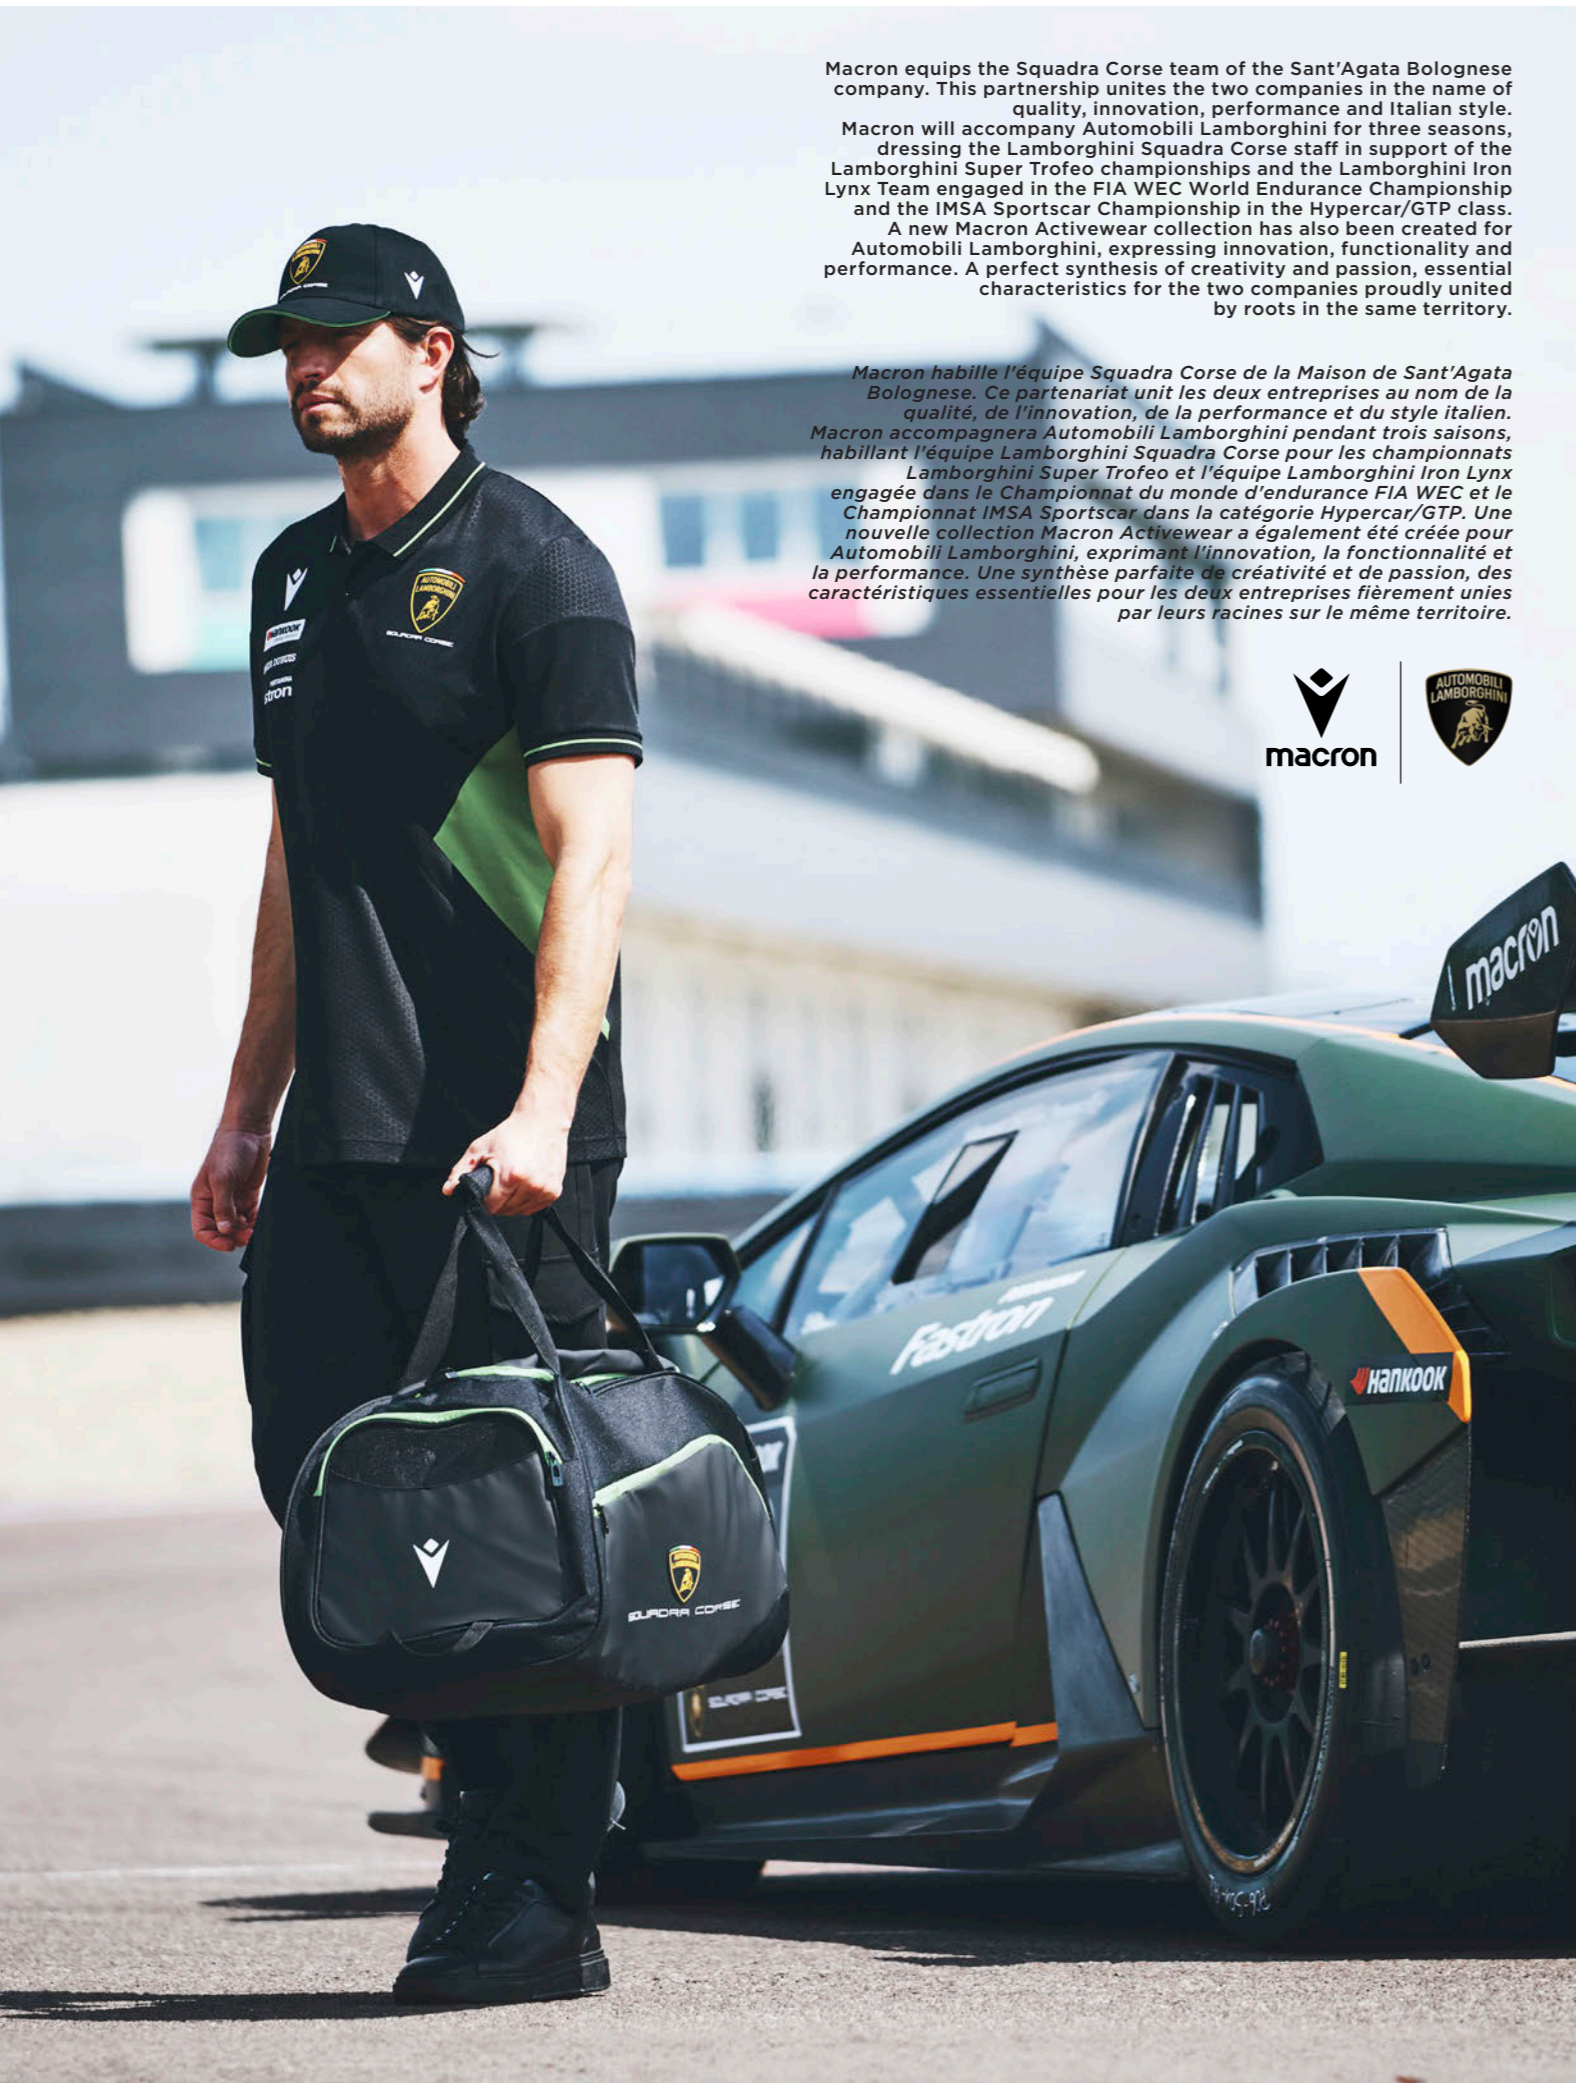 Macron equips the Squadra Corse team of the Sant'Agata Bolognese
company. This partnership unites the two companies in the name of
quality, innovation, performance and Italian style.
Macron will accompany Automobili Lamborghini for three seasons,
dressing the Lamborghini Squadra Corse staff in support of the
Lamborghini Super Trofeo championships and the Lamborghini Iron
Lynx Team engaged in the FIA WEC World Endurance Championship
and the IMSA Sportscar Championship in the Hypercar/GTP class.
A new Macron Activewear collection has also been created for
Automobili Lamborghini, expressing innovation, functionality and
performance. A perfect synthesis of creativity and passion, essential
characteristics for the two companies proudly united
by roots in the same territory.
Macron habille l'équipe Squadra Corse de la Maison de Sant'Agata
Bolognese. Ce partenariat unit les deux entreprises au nom de la
qualité, de l'innovation, de la performance et du style italien.
Macron accompagnera Automobili Lamborghini pendant trois saisons,
habillant l'équipe Lamborghini Squadra Corse pour les championnats
Lamborghini Super Trofeo et l'équipe Lamborghini Iron Lynx
engagée dans le Championnat du monde d'endurance FIA WEC et le
Championnat IMSA Sportscar dans la catégorie Hypercar/GTP. Une
nouvelle collection Macron Activewear a également été créée pour
Automobili Lamborghini, exprimant l'innovation, la fonctionnalité et
la performance. Une synthèse parfaite de créativité et de passion, des
caractéristiques essentielles pour les deux entreprises fièrement unies
par leurs racines sur le même territoire.
macron
AUTOMOBILI
LAMBORGHINI
AUTOMOBILI
LAMBORGHINI
SQUADRA CORSE
HANKOOK
PERTAMINA
stron
macron
Fastron
HANKOOK
SQUADRA CORSE
SQUADRA CORSE